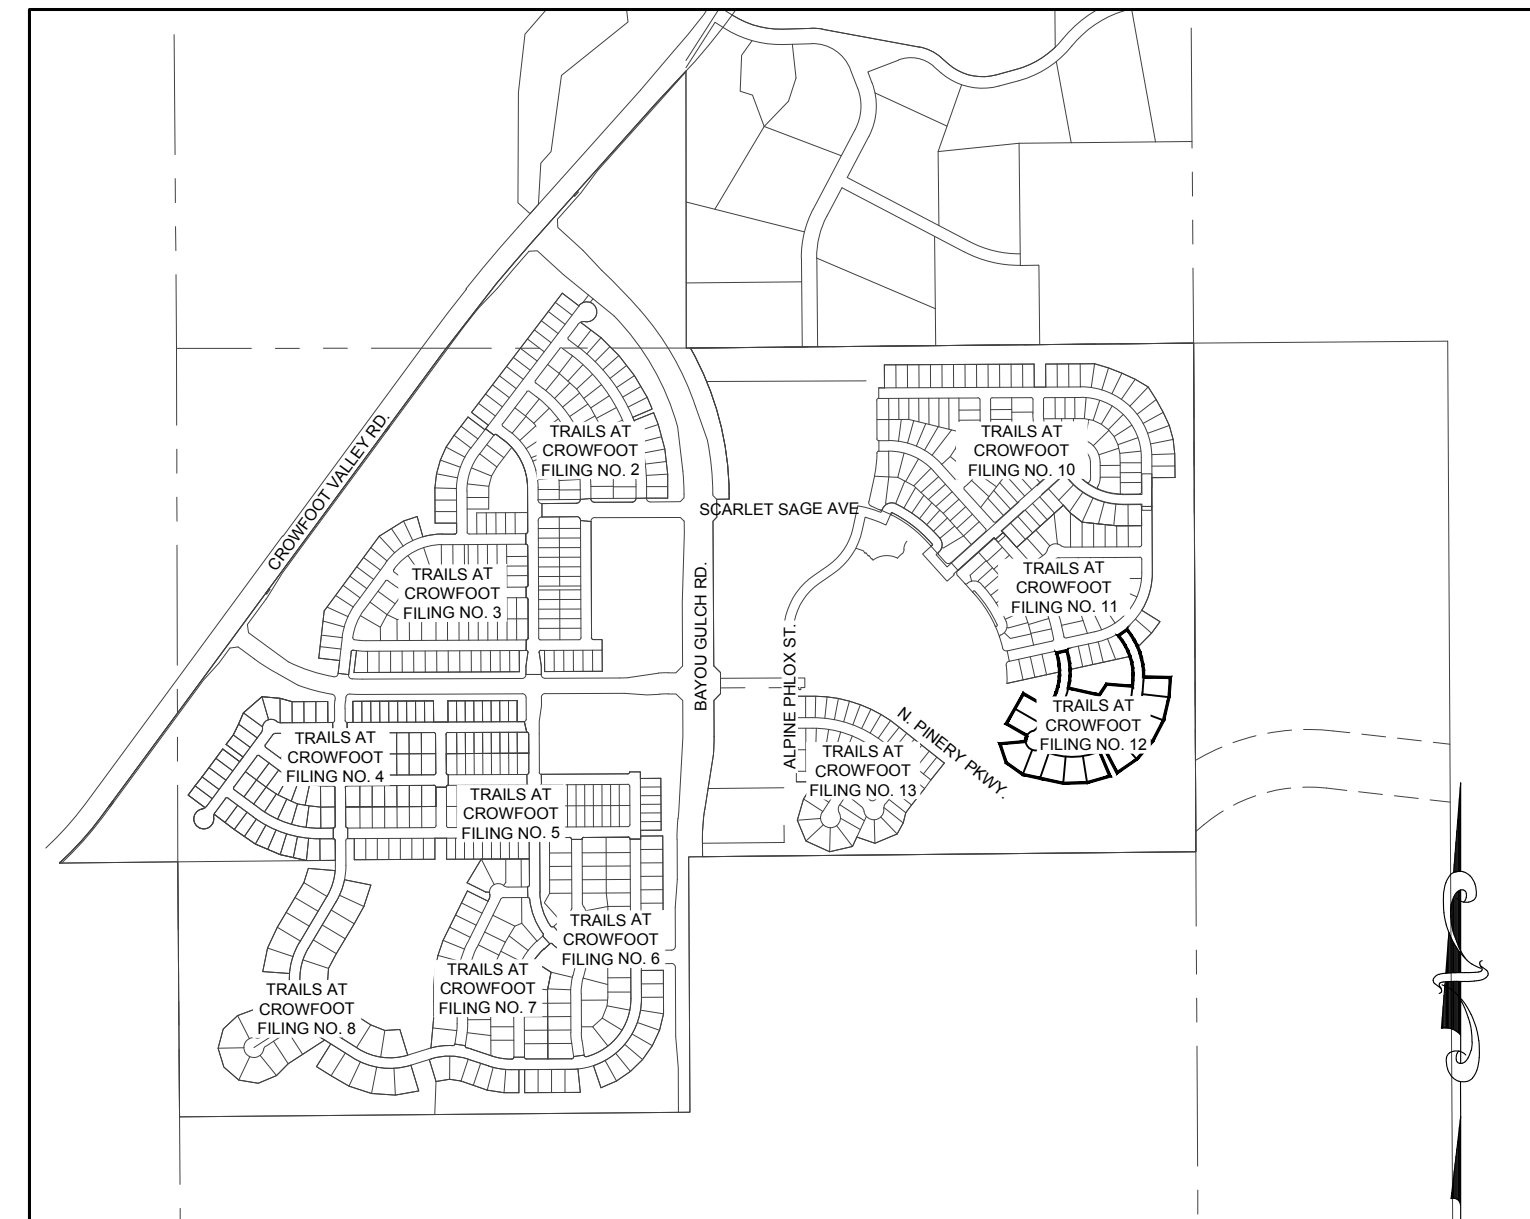 TRAILS AT
CROWFOOT
FILING NO. 2
TRAILS AT
CROWFOOT
FILING NO. 10
CROWFOOT VALLEY RD.
SCARLET SAGE AVE
TRAILS AT
CROWFOOT
FILING NO. 3
BAYOU GULCH RD.
ALPINE PHLOX ST.
TRAILS AT
CROWFOOT
FILING NO. 11
TRAILS AT
CROWFOOT
FILING NO. 4
TRAILS AT
CROWFOOT
FILING NO. 13
N. PINERY PKWY.
TRAILS AT
CROWFOOT
FILING NO. 12
TRAILS AT
CROWFOOT
FILING NO. 5
TRAILS AT
CROWFOOT
FILING NO. 6
TRAILS AT
CROWFOOT
FILING NO. 7
TRAILS AT
CROWFOOT
FILING NO. 8